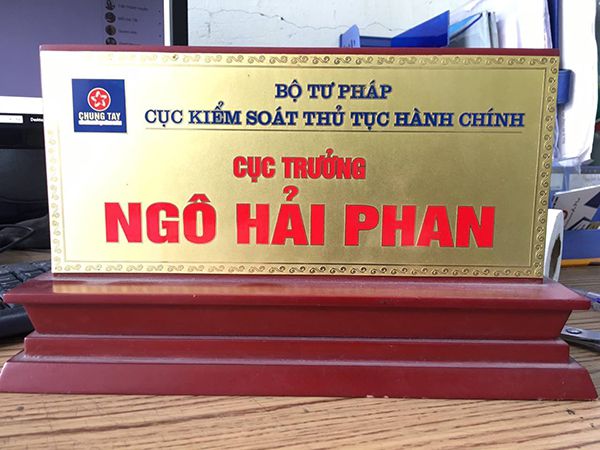 BỘ TƯ PHÁP
CỤC KIỂM SOÁT THỦ TỤC HÀNH CHÍNH
CHUNG TAY
CỤC TRƯỞNG
NGÔ HẢI PHAN